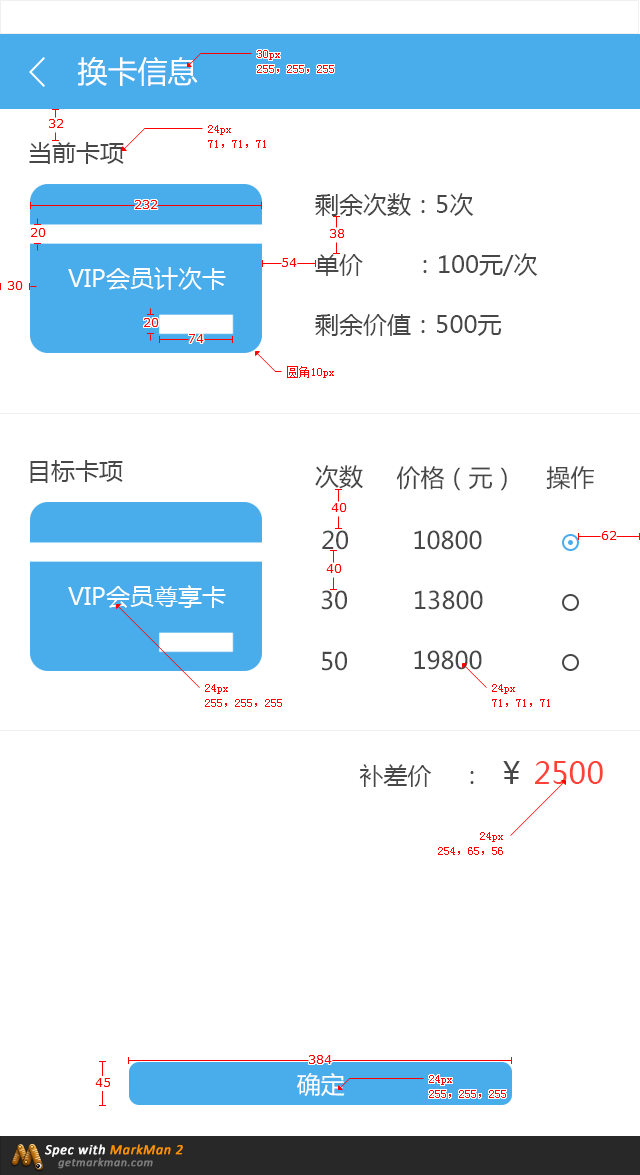 换卡信息
30px
255, 255, 255
32
24px
71, 71, 71
当前卡项
232
剩余次数：5次
20
38
VIP会员计次卡
54
单价 ：100元/次
30
20
74
剩余价值：500元
圆角10px
目标卡项
次数 价格（元） 操作
40
20 10800
62
40
VIP会员尊享卡
30 13800
50 19800
24px
255, 255, 255
24px
71, 71, 71
补差价 ： ¥ 2500
24px
254, 65, 56
384
45
确定
24px
255, 255, 255
Spec with MarkMan 2
getmarkman.com